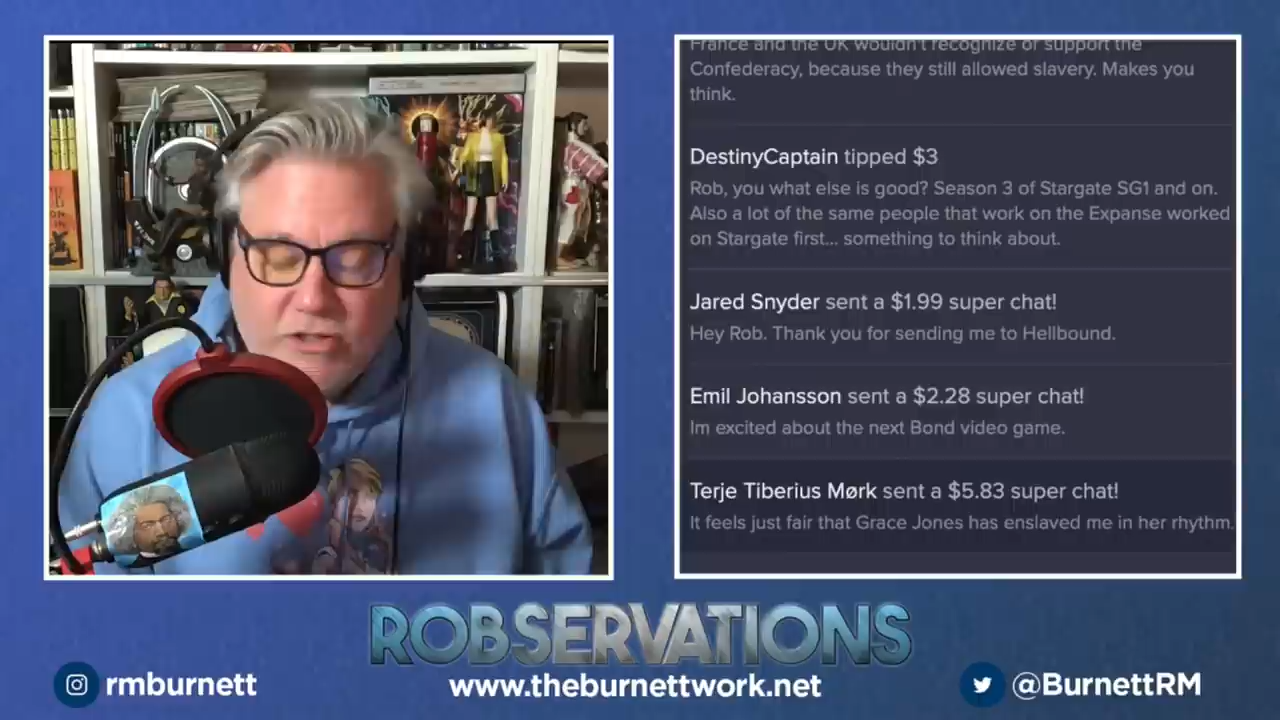 France and the UK wouldn't recognize or support the
Confederacy, because they still allowed slavery. Makes you
think.
DestinyCaptain tipped $3
Rob, you what else is good? Season 3 of Stargate SG1 and on.
Also a lot of the same people that work on the Expanse worked
on Stargate first... something to think about.
Jared Snyder sent a $1.99 super chat!
Hey Rob. Thank you for sending me to Hellbound.
Emil Johansson sent a $2.28 super chat!
Im excited about the next Bond video game.
Terje Tiberius Mørk sent a $5.83 super chat!
It feels just fair that Grace Jones has enslaved me in her rhythm.
ROBSERVATIONS
rmburnett
www.theburnettwork.net
@BurnettRM